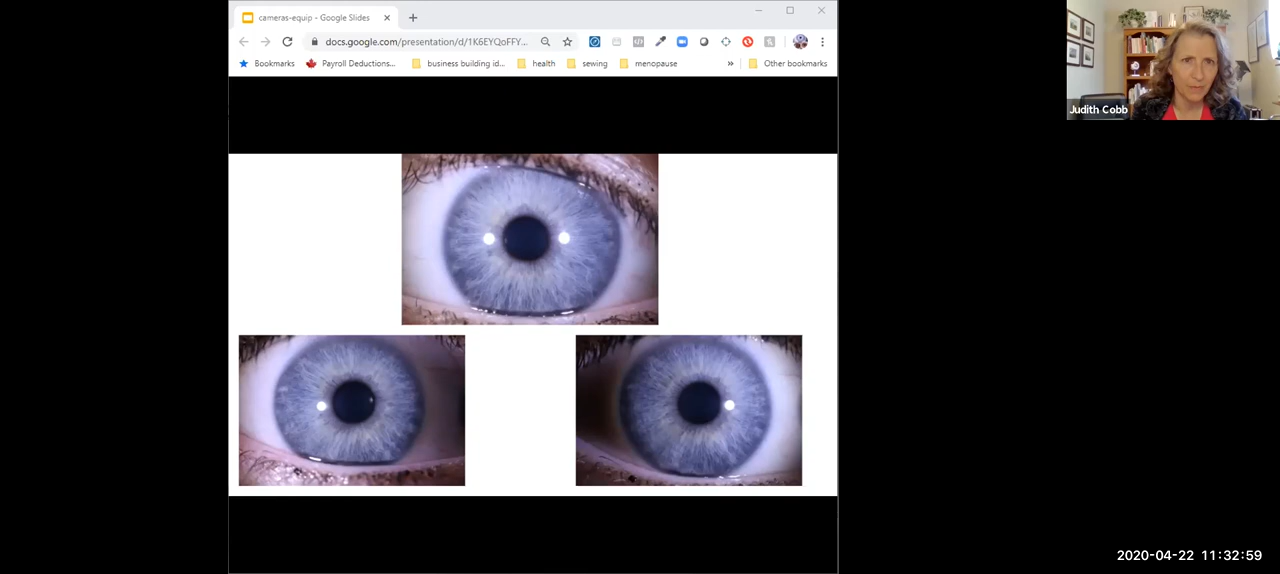 cameras-equip - Google Slides
docs.google.com/presentation/d/1K6EYQoFFY...
Bookmarks
Payroll Deductions...
business building id...
health
sewing
menopause
»
Other bookmarks
Judith Cobb
2020-04-22 11:32:59